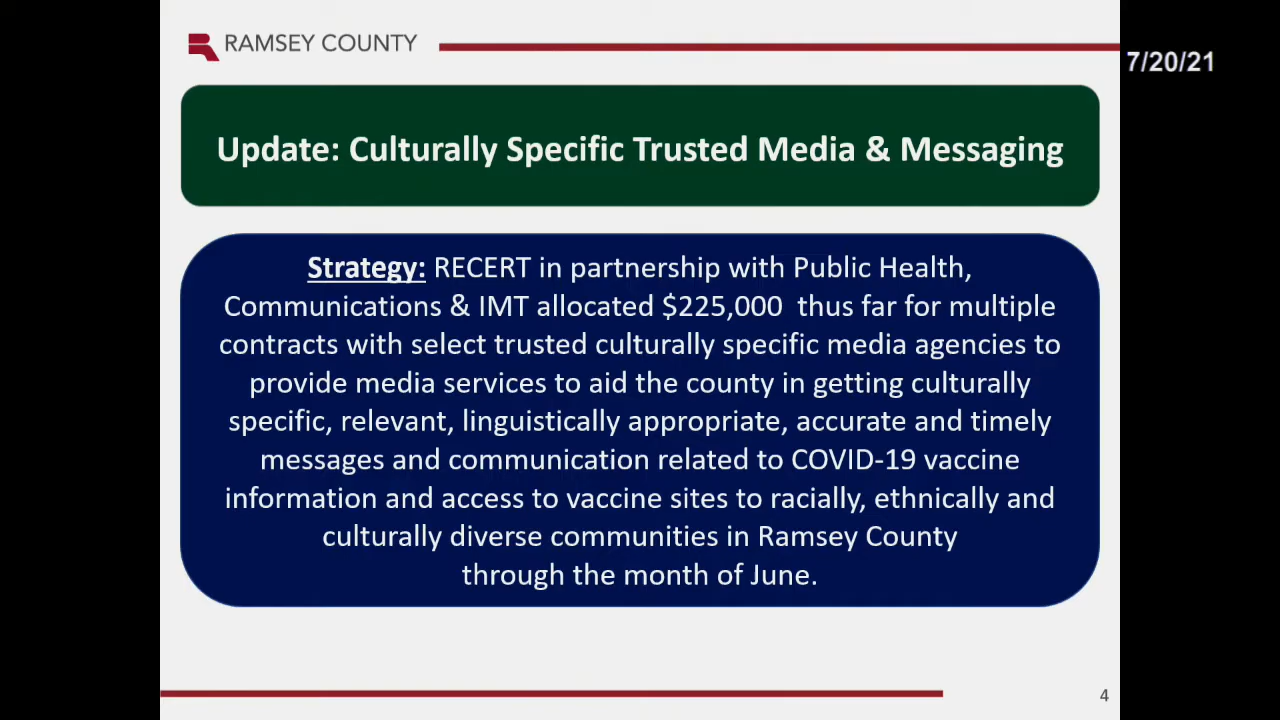 RAMSEY COUNTY
7/20/21
Update: Culturally Specific Trusted Media & Messaging
Strategy: RECERT in partnership with Public Health,
Communications & IMT allocated $225,000  thus far for multiple
contracts with select trusted culturally specific media agencies to
provide media services to aid the county in getting culturally
specific, relevant, linguistically appropriate, accurate and timely
messages and communication related to COVID-19 vaccine
information and access to vaccine sites to racially, ethnically and
culturally diverse communities in Ramsey County
through the month of June.
4